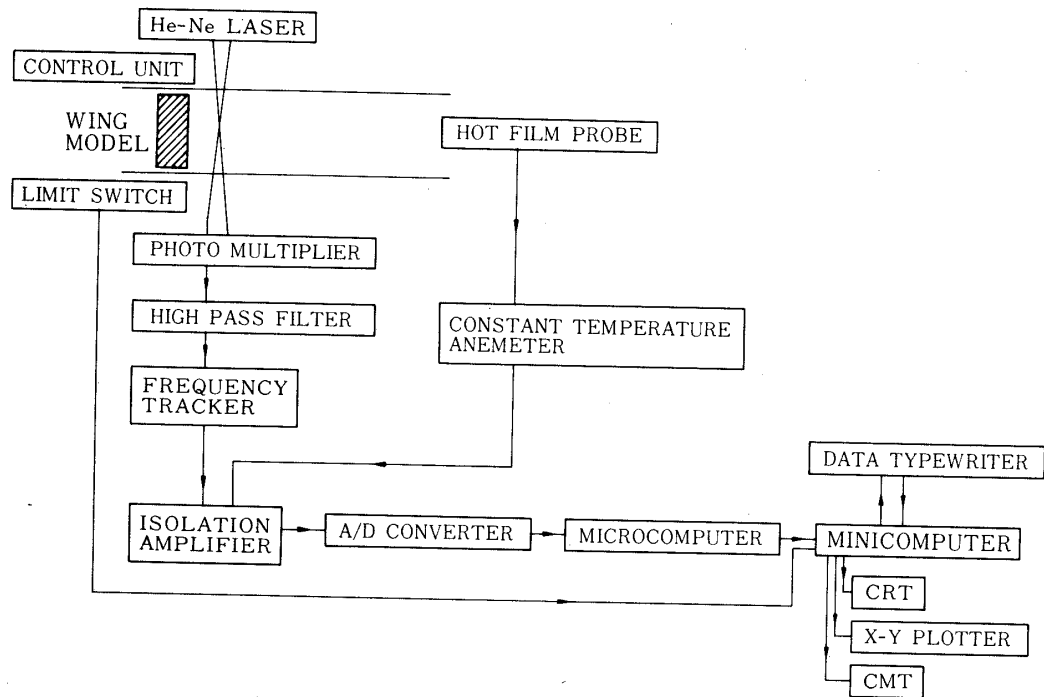 He-Ne LASER
CONTROL UNIT
WING
MODEL
HOT FILM PROBE
LIMIT SWITCH
PHOTO MULTIPLIER
HIGH PASS FILTER
CONSTANT TEMPERATURE
ANEMETER
FREQUENCY
TRACKER
DATA TYPEWRITER
ISOLATION
AMPLIFIER
A/D CONVERTER
MICROCOMPUTER
MINICOMPUTER
CRT
X-Y PLOTTER
CMT